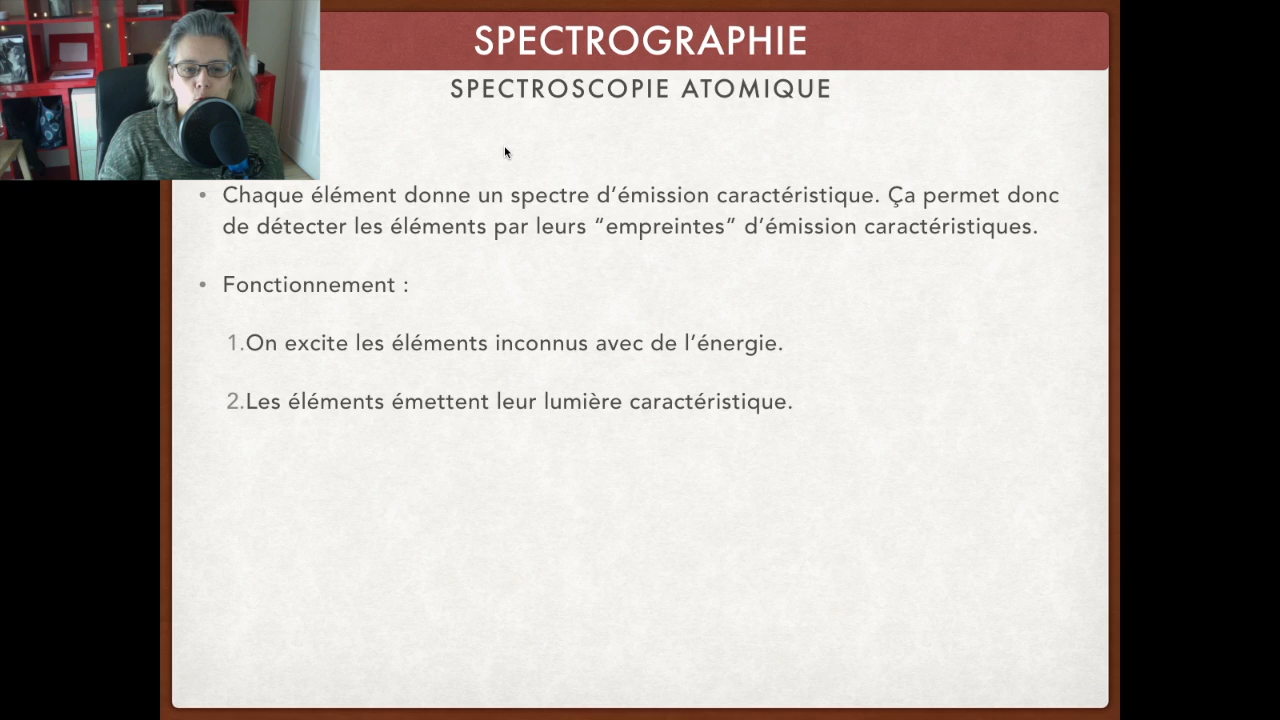 SPECTROGRAPHIE
SPECTROSCOPIE ATOMIQUE
• Chaque élément donne un spectre d’émission caractéristique. Ça permet donc
de détecter les éléments par leurs “empreintes” d’émission caractéristiques.
• Fonctionnement :
1.On excite les éléments inconnus avec de l’énergie.
2.Les éléments émettent leur lumière caractéristique.